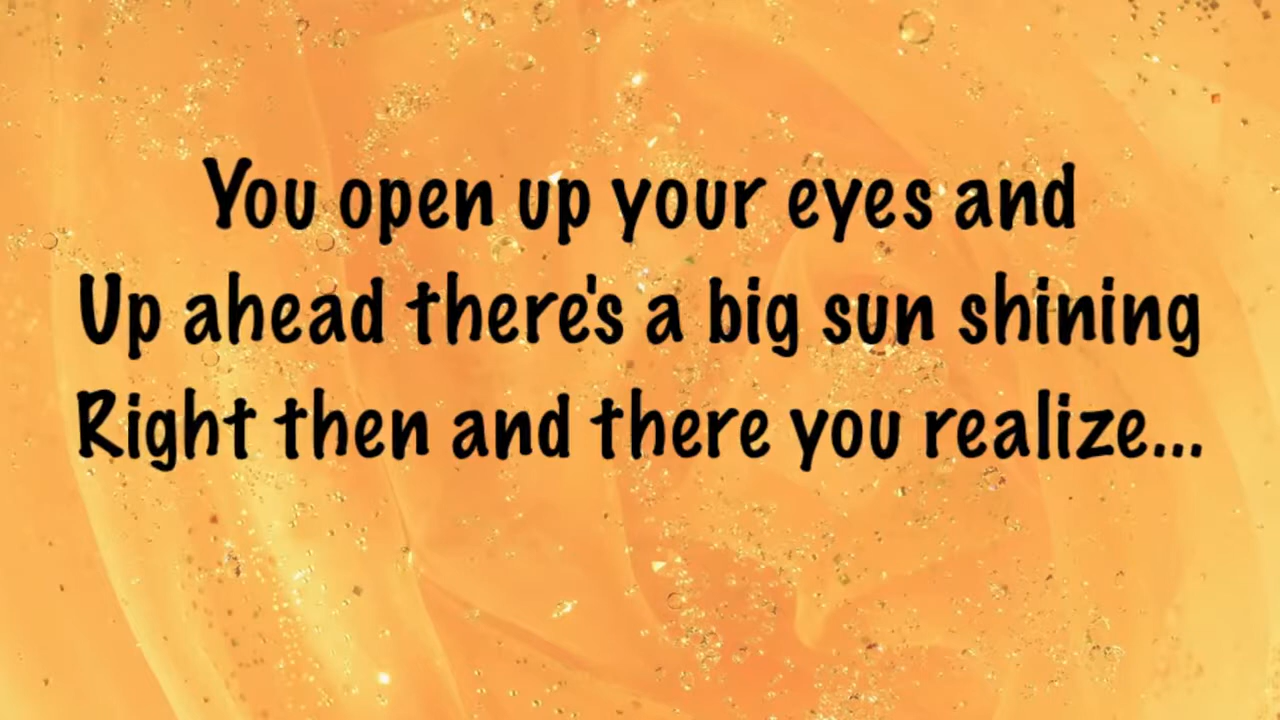 You open up your eyes and
Up ahead there's a big sun shining
Right then and there you realize...